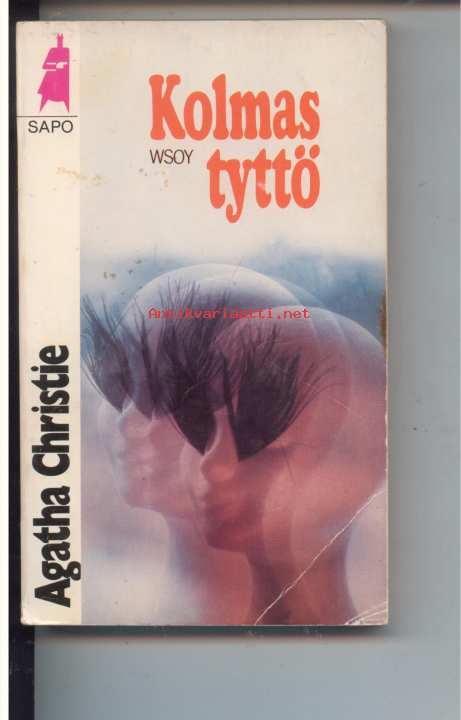 SAPO
Kolmas
WSOY
tyttö
Antikvariaatti.net
Agatha Christie